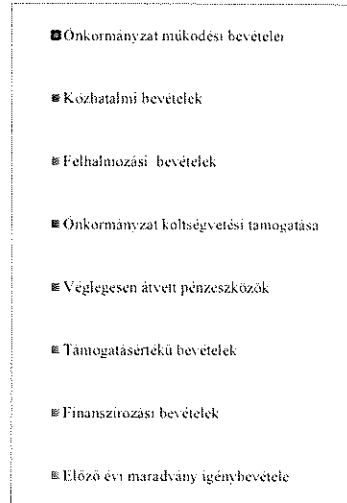 Önkormányzat működési bevételei
Közhatalmi bevételek
Felhalmozási bevételek
Önkormányzat költségvetési támogatása
Véglegesen átvett pénzeszközök
Támogatásértékű bevételek
Finanszírozási bevételek
Előző évi maradvány igénybevétele